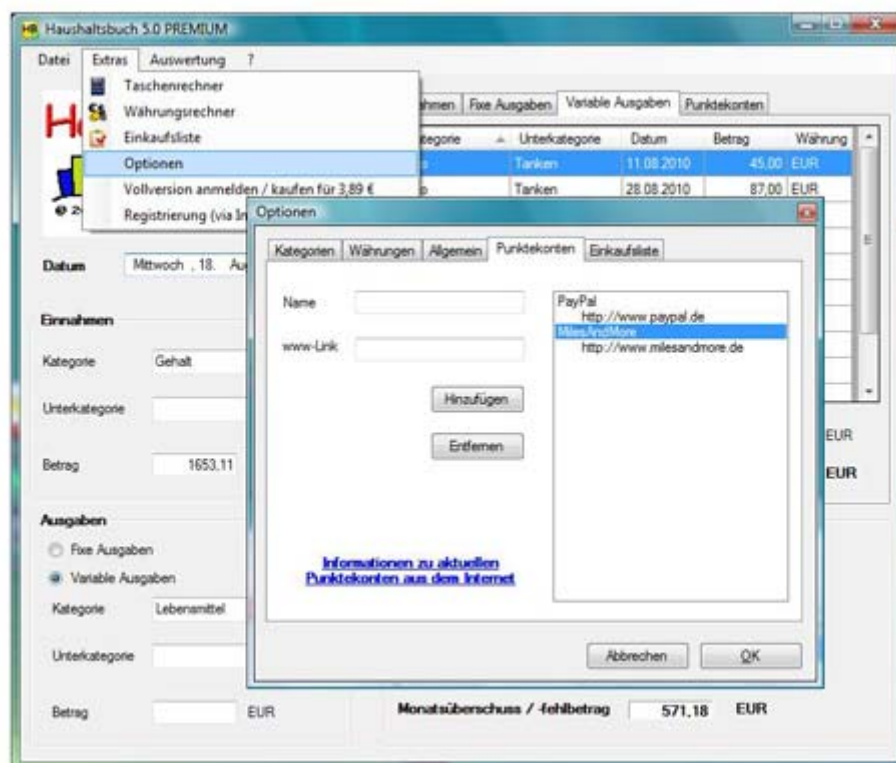 Haushaltsbuch 5.0 PREMIUM
Datei Extras Auswertung ?
Taschenrechner
Währungsrechner
Einkaufsliste
Optionen
Vollversion anmelden / kaufen für 3,89 €
Registrierung (via In
Fixe Ausgaben Variable Ausgaben Punktekonten
Unterkategorie Datum Betrag Währung
Tanken 11.08.2010 45,00 EUR
Tanken 28.08.2010 87,00 EUR
Datum Mittwoch , 18. Au
Einnahmen
Kategorie Gehalt
Unterkategorie
Betrag 1653,11
EUR
EUR
Ausgaben
Fixe Ausgaben
Variable Ausgaben
Kategorie Lebensmittel
Unterkategorie
Betrag EUR
Monatsüberschuss / -fehlbetrag 571,18 EUR
Optionen
Kategorien Währungen Allgemein Punktekonten Einkaufsliste
Name
www-Link
Hinzufügen
Entfernen
Informationen zu aktuellen
Punktekonten aus dem Internet
PayPal
http://www.paypal.de
MilesAndMore
http://www.milesandmore.de
Abbrechen OK